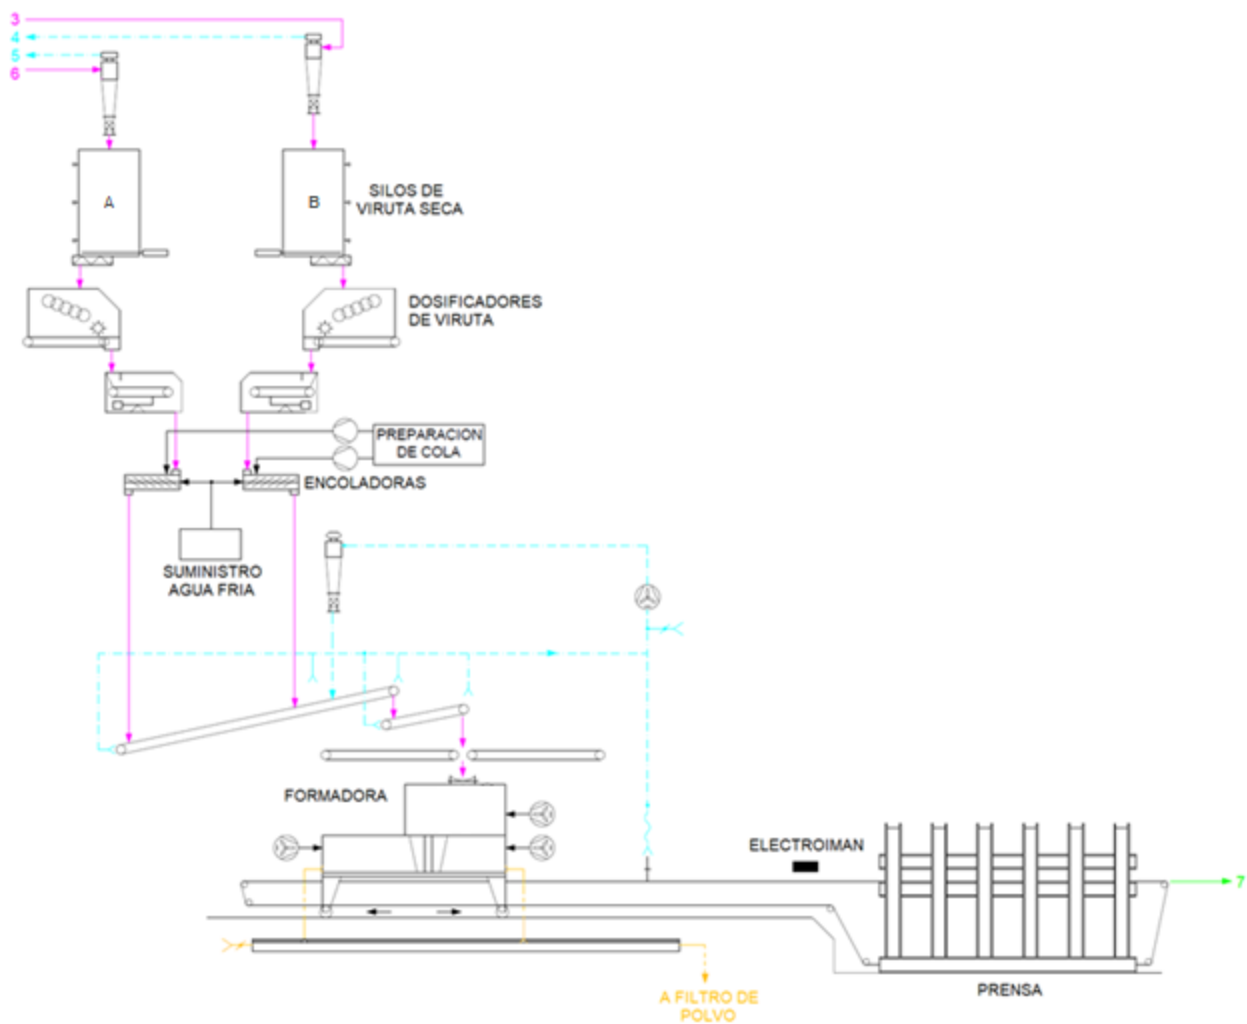 3
4
5
6
A
B
SILOS DE
VIRUTA SECA
DOSIFICADORES
DE VIRUTA
PREPARACION
DE COLA
ENCOLADORAS
SUMINISTRO
AGUA FRIA
FORMADORA
ELECTROIMAN
7
PRENSA
A FILTRO DE
POLVO